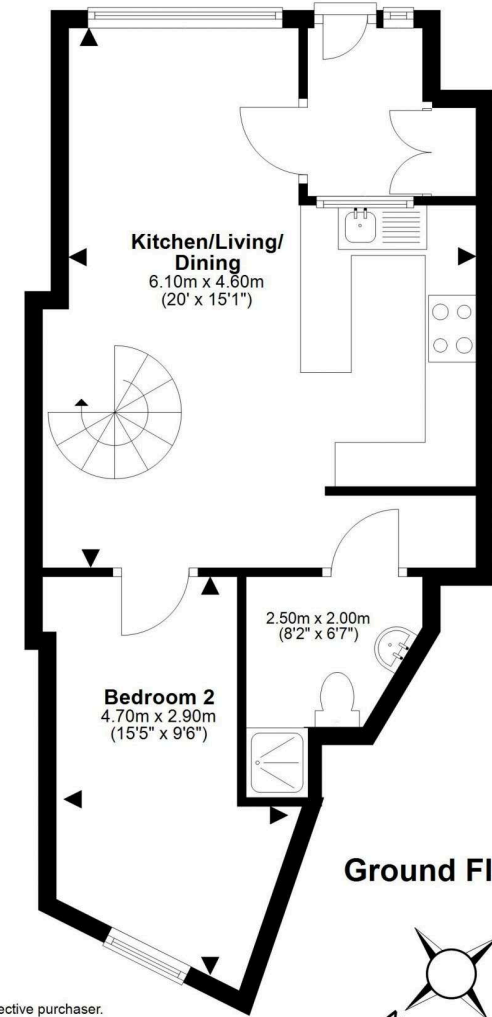 Kitchen/Living/
Dining
6.10m x 4.60m
(20' x 15'1")
2.50m x 2.00m
(8'2" x 6'7")
Bedroom 2
4.70m x 2.90m
(15'5" x 9'6")
Ground Fl
ective purchaser.